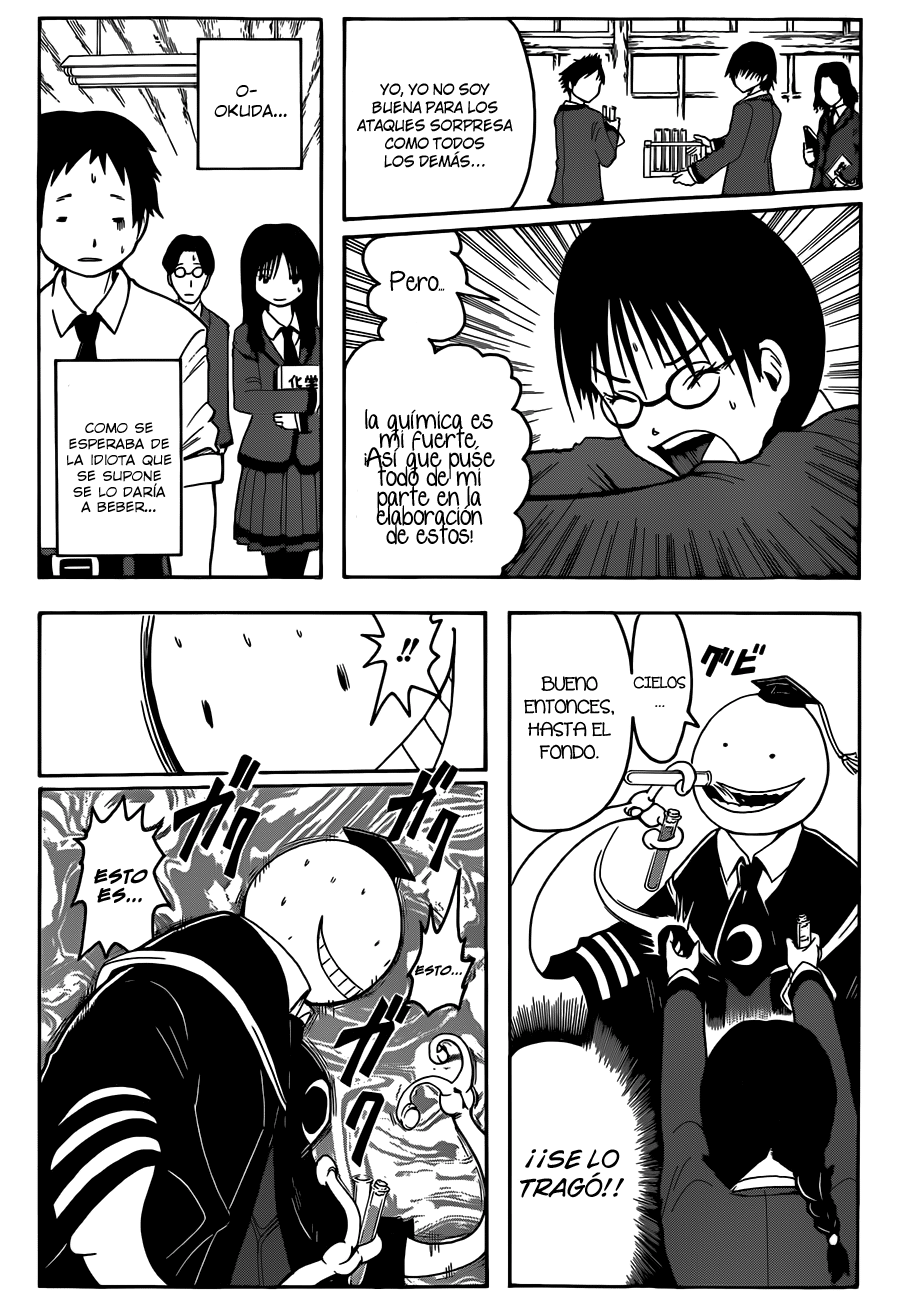 YO, YO NO SOY
BUENA PARA LOS
ATAQUES SORPRESA
COMO TODOS
LOS DEMÁS...
Pero...
la química es
mi fuerte,
¡Así que puse
todo de mi
parte en la
elaboración
de estos!
O-
OKUDA...
化学
COMO SE
ESPERABA DE
LA IDIOTA QUE
SE SUPONE
SE LO DARÍA
A BEBER...
CIELOS
...
BUENO
ENTONCES,
HASTA EL
FONDO.
グビ
¡¡SE LO
TRAGÓ!!
!!
ガク
ガク
ESTO
ES...
ESTO...
ガク